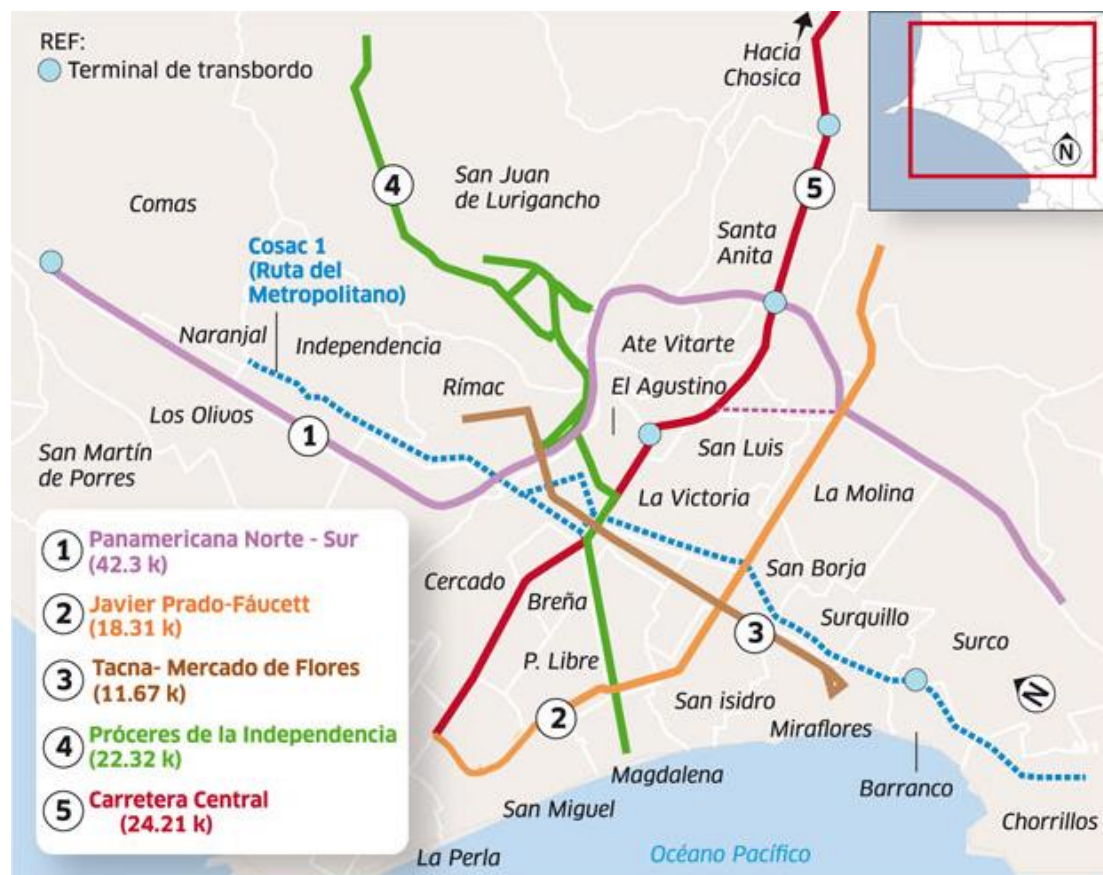 REF:
Terminal de transbordo
Hacia
Chosica
N
4
San Juan
de Lurigancho
5
Comas
Santa
Anita
Cosac 1
(Ruta del
Metropolitano)
Naranjal
Independencia
Ate Vitarte
Rímac
El Agustino
Los Olivos
1
San Martín
de Porres
San Luis
La Victoria
La Molina
1
Panamericana Norte - Sur
(42.3 k)
2
Javier Prado-Fáucett
(18.31 k)
3
Tacna- Mercado de Flores
(11.67 k)
4
Próceres de la Independencia
(22.32 k)
5
Carretera Central
(24.21 k)
Cercado
Breña
San Borja
3
Surquillo
Surco
P. Libre
N
San isidro
2
Miraflores
Magdalena
Barranco
San Miguel
Chorrillos
La Perla
Océano Pacífico